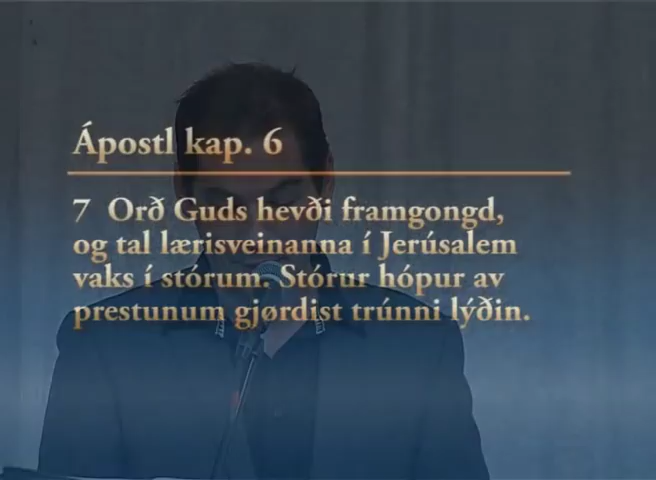 Ápostl kap. 6
7 Orð Guds hevði framgongd,
og tal lærisveinanna í Jerúsalem
vaks í stórum. Stórur hópur av
prestunum gjørdist trúnni lýðin.